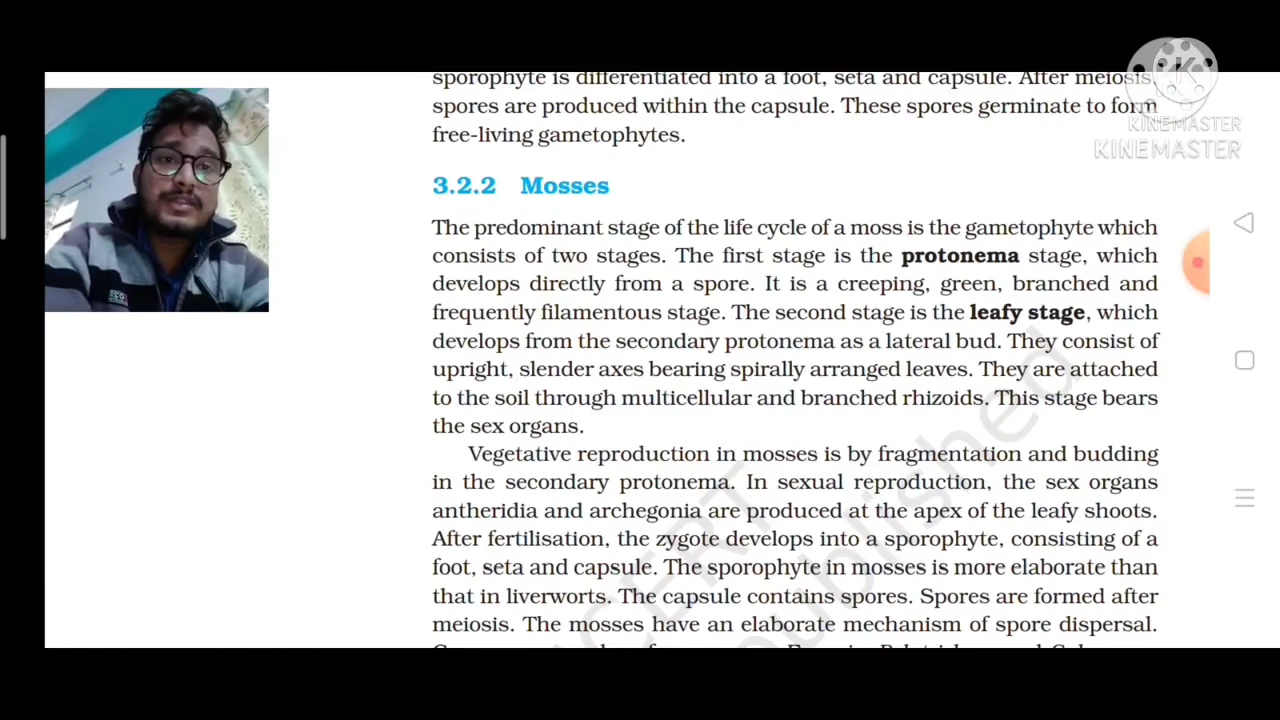 sporophyte is differentiated into a foot, seta and capsule. After meiosis,
spores are produced within the capsule. These spores germinate to form
free-living gametophytes.
KINEMASTER
KINEMASTER
3.2.2 Mosses
The predominant stage of the life cycle of a moss is the gametophyte which
consists of two stages. The first stage is the protonema stage, which
develops directly from a spore. It is a creeping, green, branched and
frequently filamentous stage. The second stage is the leafy stage, which
develops from the secondary protonema as a lateral bud. They consist of
upright, slender axes bearing spirally arranged leaves. They are attached
to the soil through multicellular and branched rhizoids. This stage bears
the sex organs.
Vegetative reproduction in mosses is by fragmentation and budding
in the secondary protonema. In sexual reproduction, the sex organs
antheridia and archegonia are produced at the apex of the leafy shoots.
After fertilisation, the zygote develops into a sporophyte, consisting of a
foot, seta and capsule. The sporophyte in mosses is more elaborate than
that in liverworts. The capsule contains spores. Spores are formed after
meiosis. The mosses have an elaborate mechanism of spore dispersal.